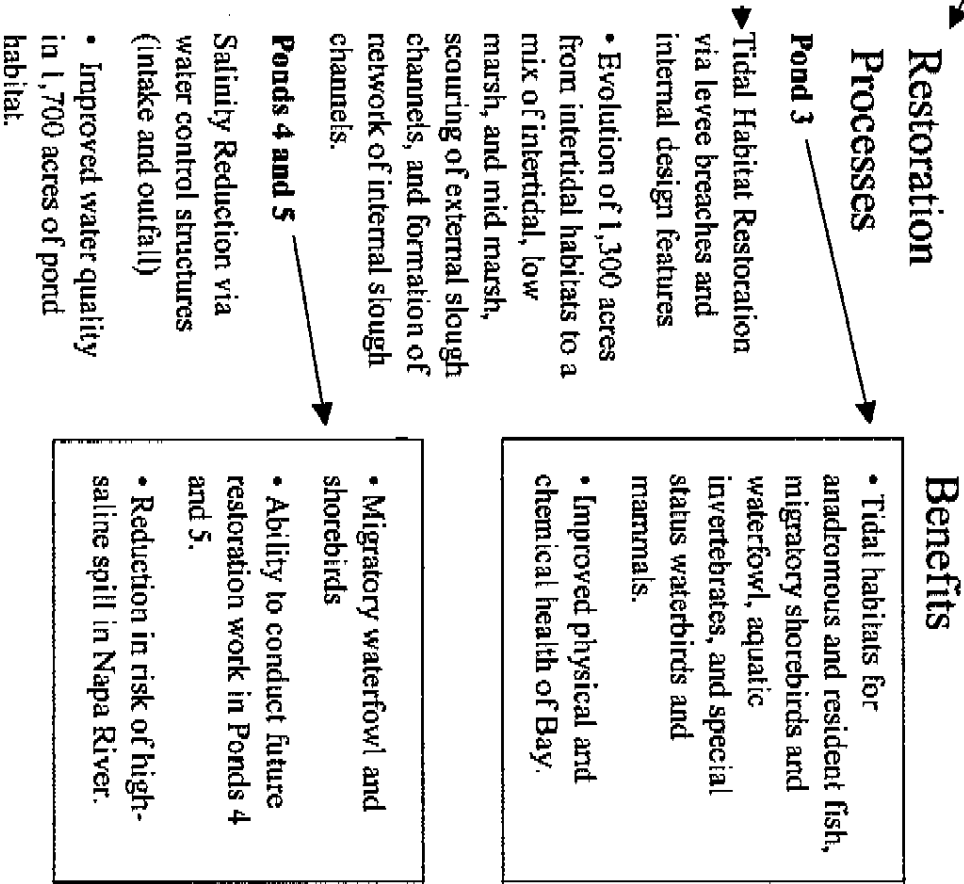 Restoration
Processes
Pond 3
Tidal Habitat Restoration
via levee breaches and
internal design features
• Evolution of 1,300 acres
from intertidal habitats to a
mix of intertidal, low
marsh, and mid marsh,
scouring of external slough
channels, and formation of
network of internal slough
channels.
Ponds 4 and 5
Salinity Reduction via
water control structures
(intake and outfall)
• Improved water quality
in 1,700 acres of pond
habitat.
Benefits
• Tidal habitats for
anadromous and resident fish,
migratory shorebirds and
waterfowl, aquatic
invertebrates, and special
status waterbirds and
mammals.
• Improved physical and
chemical health of Bay.
• Migratory waterfowl and
shorebirds
• Ability to conduct future
restoration work in Ponds 4
and 5.
• Reduction in risk of high-
saline spill in Napa River.